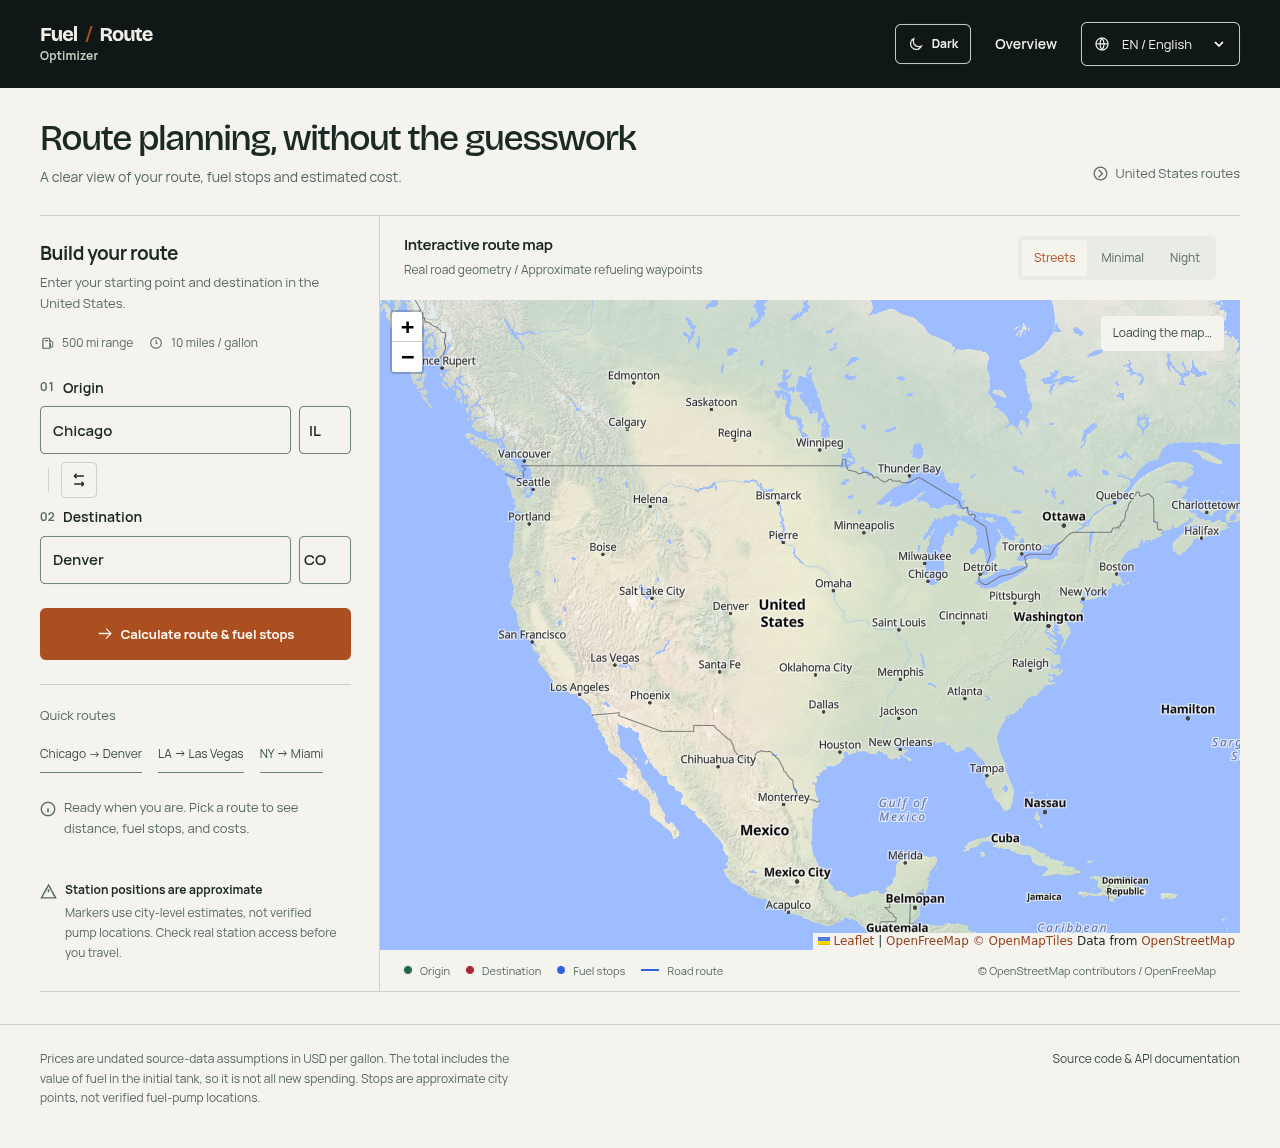 Fuel / Route
Optimizer
Dark
Overview
EN / English
Route planning, without the guesswork
A clear view of your route, fuel stops and estimated cost.
United States routes
Build your route
Enter your starting point and destination in the
United States.
500 mi range
10 miles / gallon
01 Origin
Chicago
IL
02 Destination
Denver
CO
Calculate route & fuel stops
Quick routes
Chicago → Denver
LA → Las Vegas
NY → Miami
Ready when you are. Pick a route to see
distance, fuel stops, and costs.
Station positions are approximate
Markers use city-level estimates, not verified
pump locations. Check real station access before
you travel.
Interactive route map
Real road geometry / Approximate refueling waypoints
Streets
Minimal
Night
+
−
Loading the map...
nce Rupert
Edmonton
Saskatoon
Calgary
Regina
Winnipeg
Vancouver
Thunder Bay
Seattle
Helena
Bismarck
Quebec
Charlottetown
Portland
Ottawa
Minneapolis
Halifax
Pierre
Boise
Toronto
Milwaukee
Chicago
Detroit
Boston
Omaha
Salt Lake City
Pittsburgh
New York
Denver
United
States
Cincinnati
Washington
Saint Louis
San Francisco
Las Vegas
Santa Fe
Oklahoma City
Memphis
Raleigh
Los Angeles
Phoenix
Atlanta
Dallas
Jackson
Hamilton
Houston
New Orleans
Sarg
S
Chihuahua City
Tampa
Monterrey
Gulf of
Mexico
Nassau
Mexico
Cuba
Mérida
Mexico City
Dominican
Republic
Jamaica
Belmopan
Acapulco
Guatemala
Caribbean
Leaflet | OpenFreeMap © OpenMapTiles Data from OpenStreetMap
Origin
Destination
Fuel stops
Road route
© OpenStreetMap contributors / OpenFreeMap
Prices are undated source-data assumptions in USD per gallon. The total includes the
value of fuel in the initial tank, so it is not all new spending. Stops are approximate city
points, not verified fuel-pump locations.
Source code & API documentation